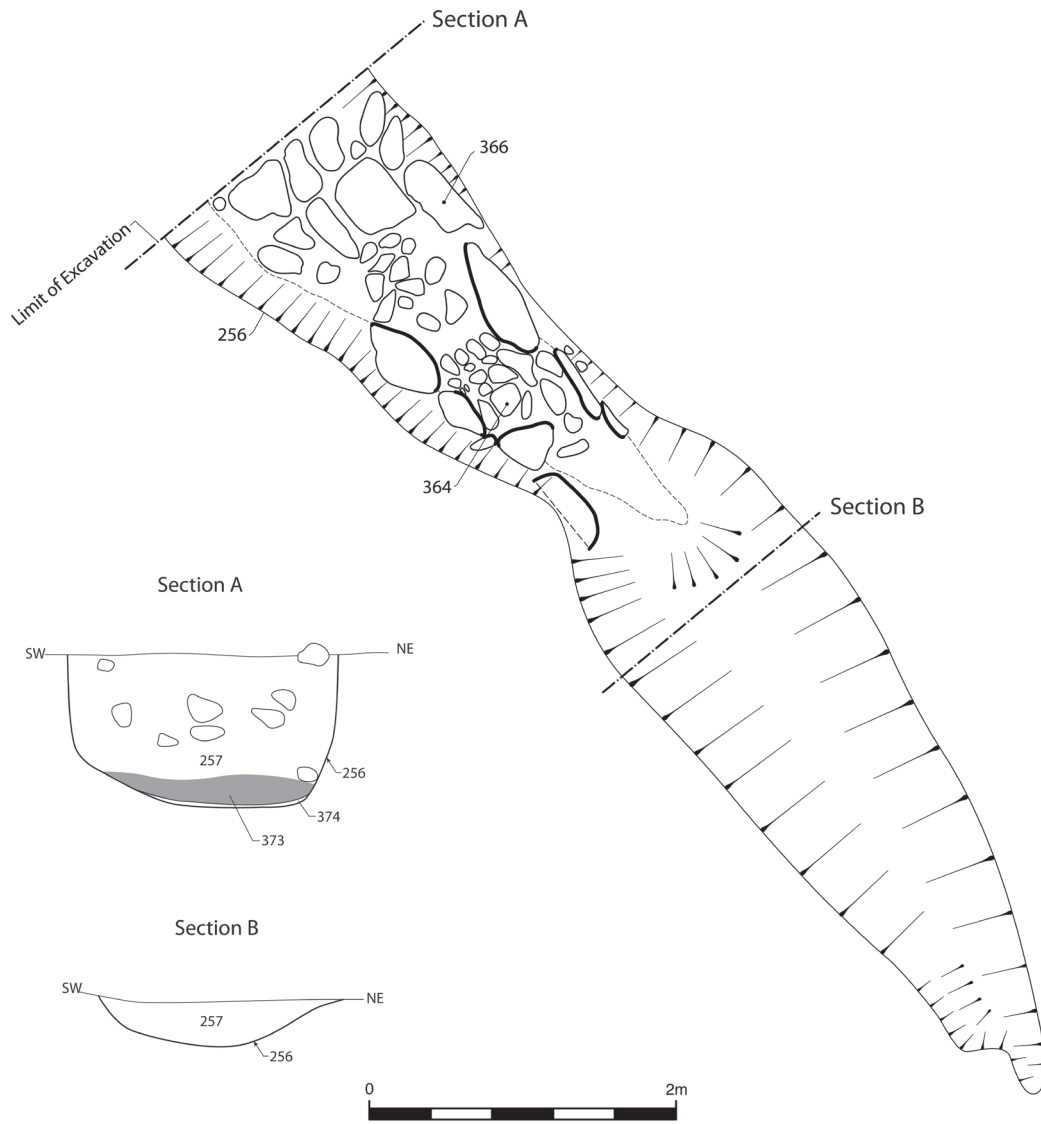 Section A
366
Limit of Excavation
256
364
Section B
Section A
SW
NE
257
256
374
373
Section B
SW
NE
257
256
0
2m